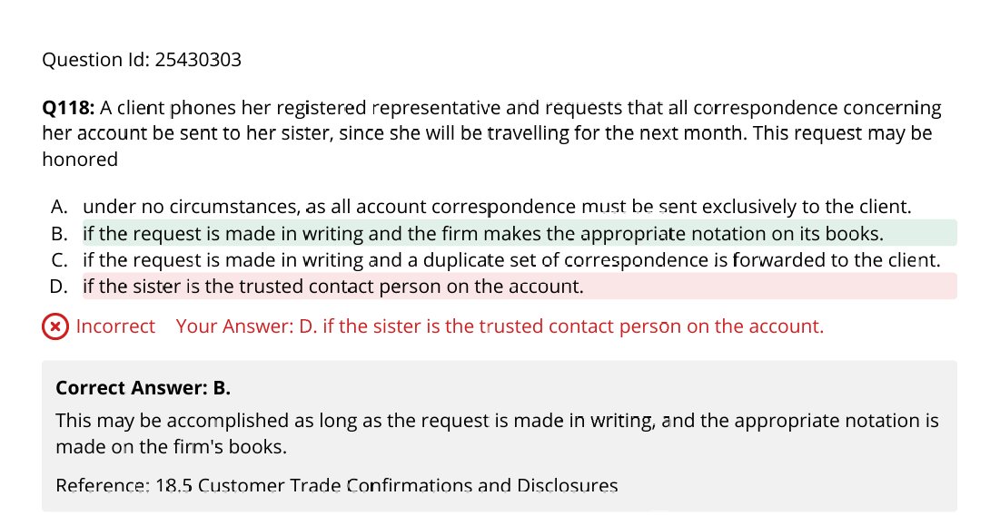 Question Id: 25430303
Q118: A client phones her registered representative and requests that all correspondence concerning
her account be sent to her sister, since she will be travelling for the next month. This request may be
honored
A. under no circumstances, as all account correspondence must be sent exclusively to the client.
B. if the request is made in writing and the firm makes the appropriate notation on its books.
C. if the request is made in writing and a duplicate set of correspondence is forwarded to the client.
D. if the sister is the trusted contact person on the account.
Incorrect Your Answer: D. if the sister is the trusted contact person on the account.
Correct Answer: B.
This may be accomplished as long as the request is made in writing, and the appropriate notation is
made on the firm's books.
Reference: 18.5 Customer Trade Confirmations and Disclosures